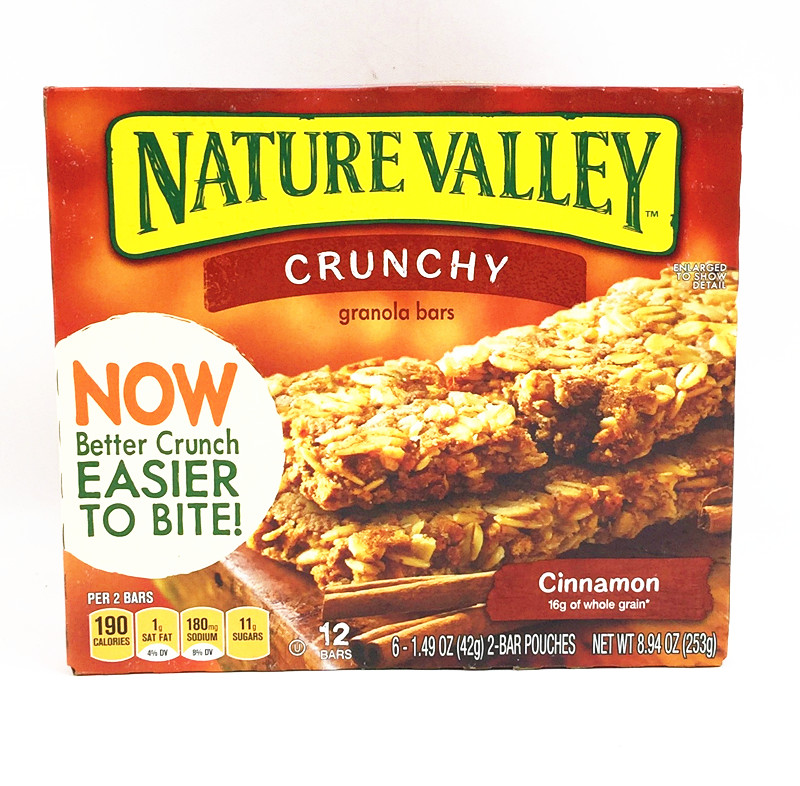 NATURE VALLEY™
CRUNCHY
granola bars
ENLARGED
TO SHOW
DETAIL
NOW
Better Crunch
EASIER
TO BITE!
Cinnamon
16g of whole grain*
PER 2 BARS
190
CALORIES
1g
SAT FAT
4% DV
180mg
SODIUM
8% DV
11g
SUGARS
U
12
BARS
6 - 1.49 OZ (42g) 2-BAR POUCHES NET WT 8.94 OZ (253g)